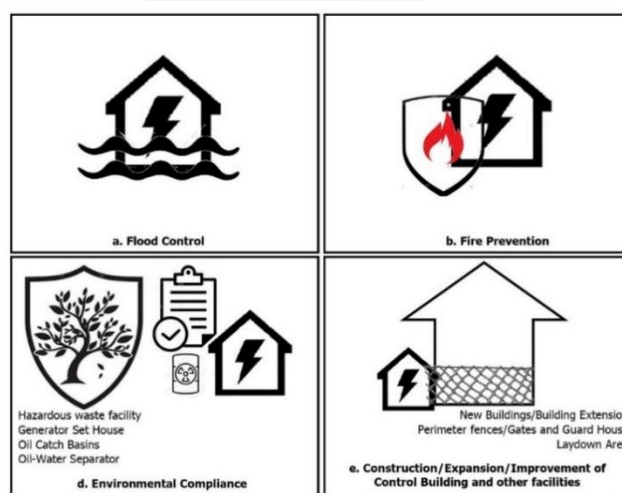 a. Flood Control
b. Fire Prevention
Hazardous waste facility
Generator Set House
Oil Catch Basins
Oil-Water Separator
d. Environmental Compliance
New Buildings/Building Extensio
Perimeter fences/Gates and Guard Hous
Laydown Are
e. Construction/Expansion/Improvement of
Control Building and other facilities